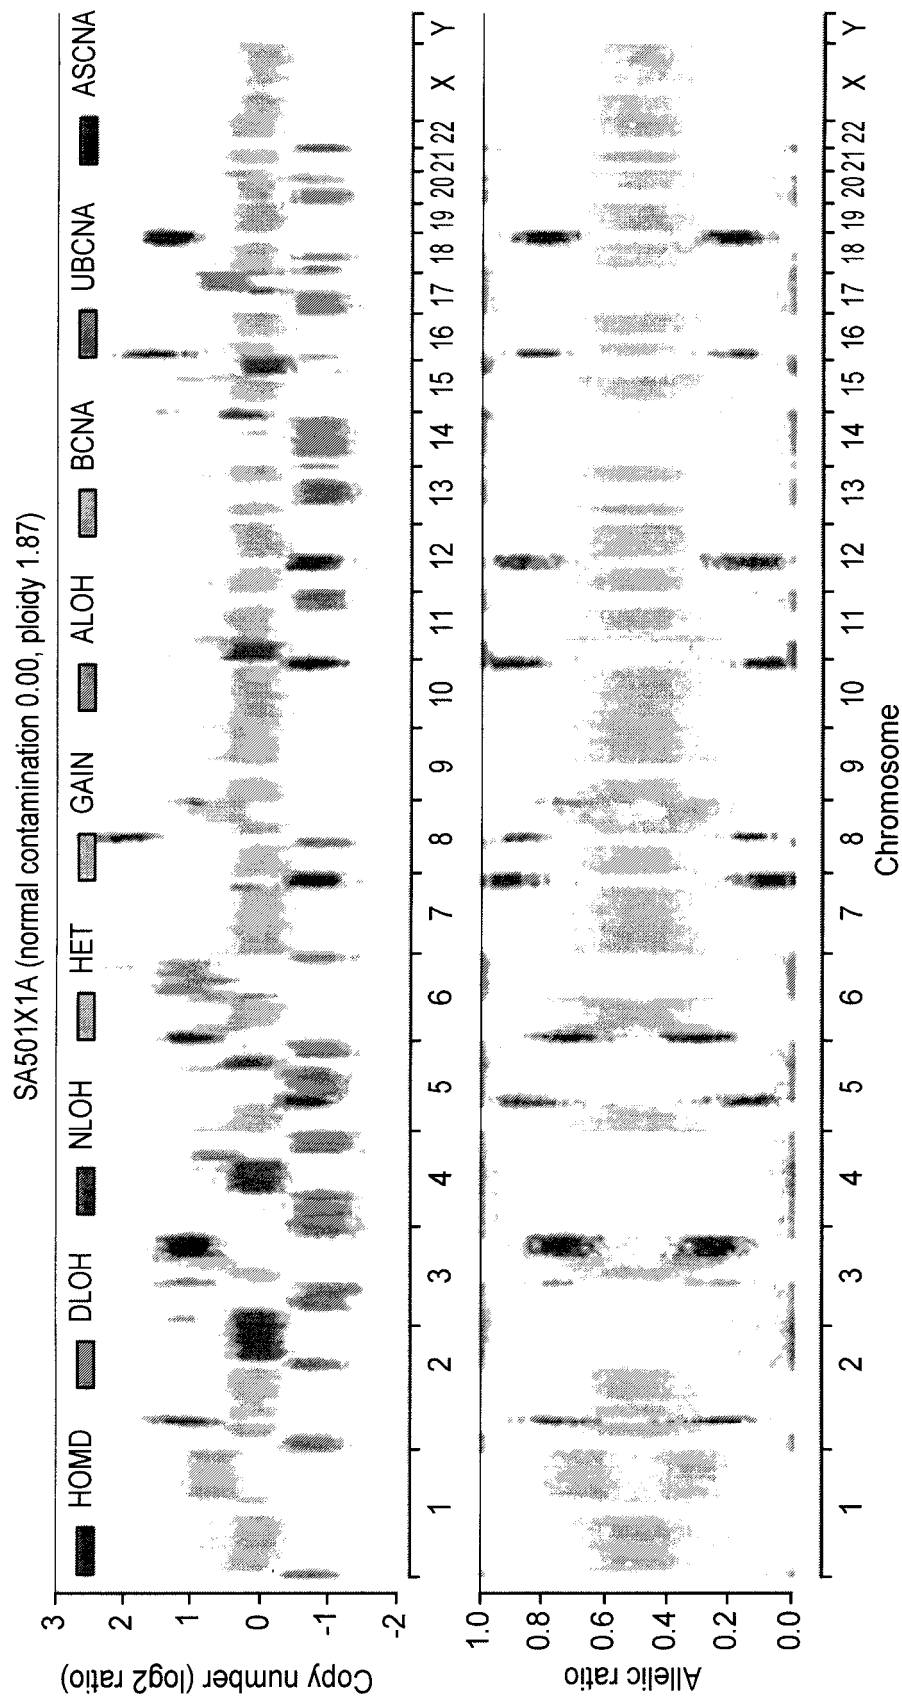 SA501X1A (normal contamination 0.00, ploidy 1.87)
HOMD DLOH NLOH HET GAIN ALOH BCNA UBCNA ASCNA
Copy number (log2 ratio)
3
2
1
0
-1
-2
1 2 3 4 5 6 7 8 9 10 11 12 13 14 15 16 17 18 19 20 21 22 X Y
Allelic ratio
1.0
0.8
0.6
0.4
0.2
0.0
1 2 3 4 5 6 7 8 9 10 11 12 13 14 15 16 17 18 19 20 21 22 X Y
Chromosome